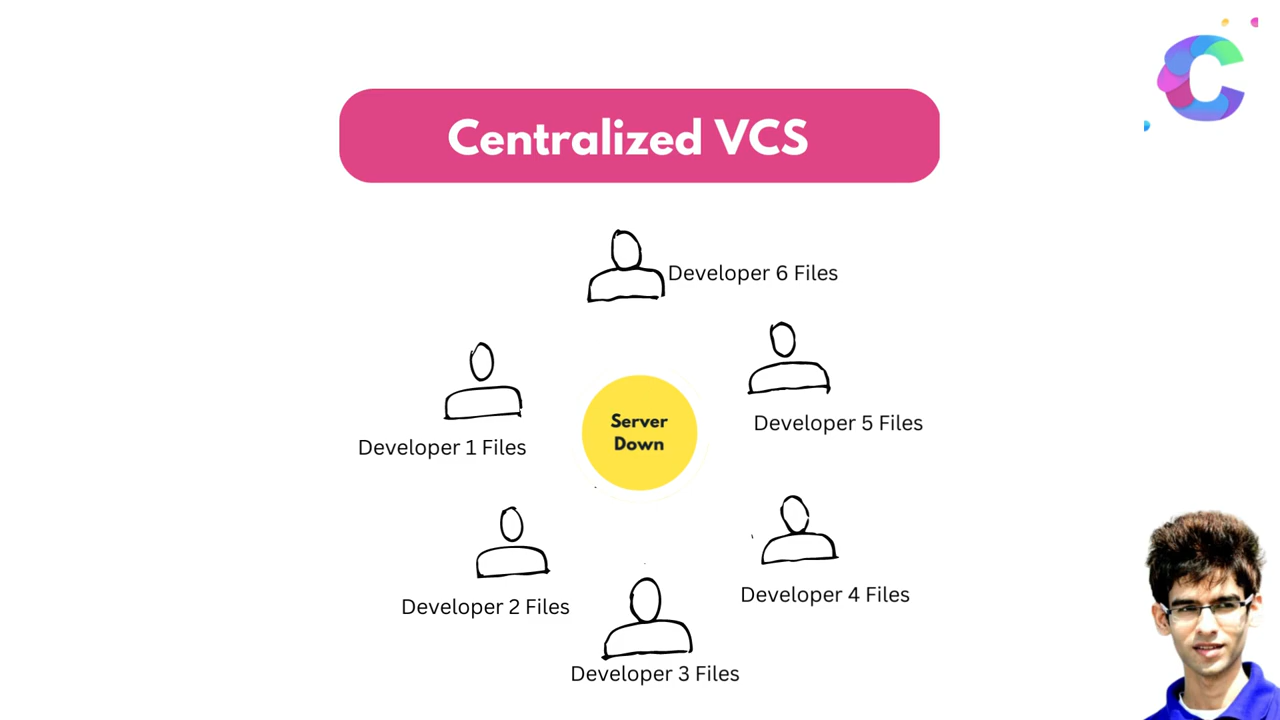 Centralized VCS
Developer 6 Files
Developer 5 Files
Server
Down
Developer 1 Files
Developer 4 Files
Developer 2 Files
Developer 3 Files